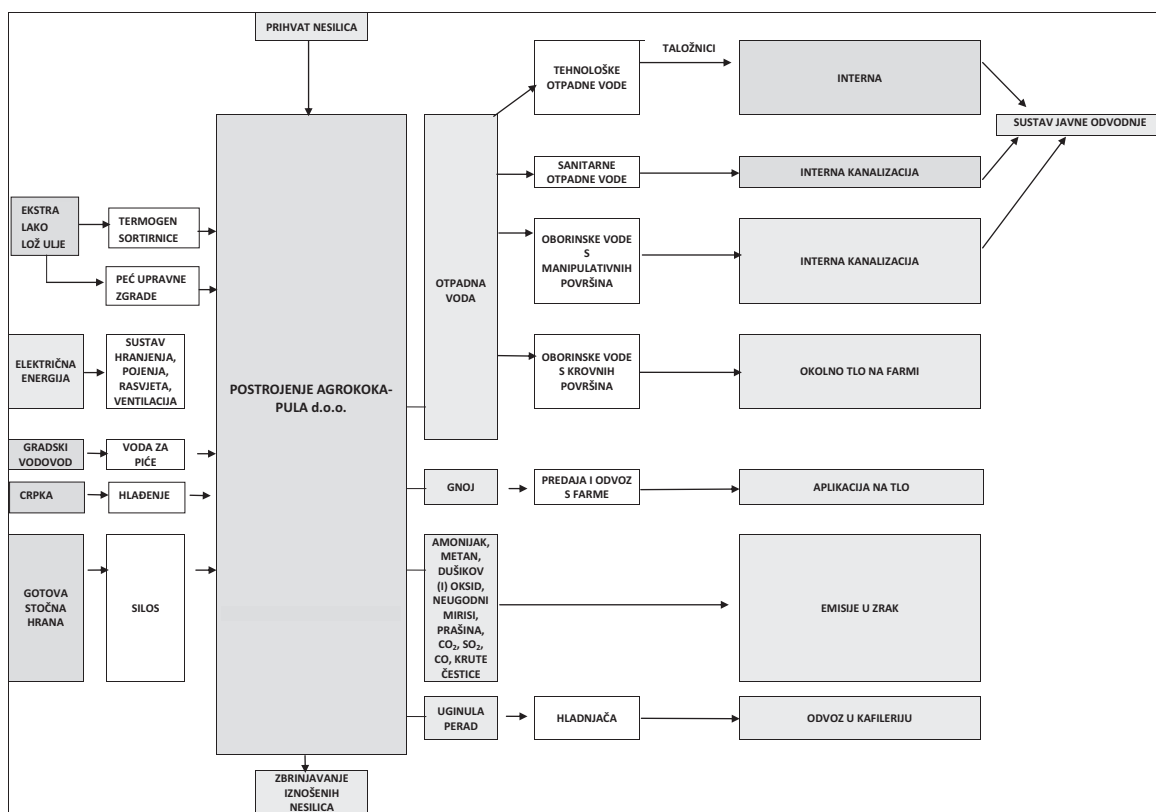 PRIHVAT NESILICA
EKSTRA
LAKO
LOŽ ULJE
TERMOGEN
SORTIRNICE
PEĆ UPRAVNE
ZGRADE
ELEKTRIČNA
ENERGIJA
SUSTAV
HRANJENJA,
POJENJA,
RASVJETA,
VENTILACIJA
GRADSKI
VODOVOD
VODA ZA
PIĆE
CRPKA
HLAĐENJE
GOTOVA
STOČNA
HRANA
SILOS
POSTROJENJE AGROKOKA-
PULA d.o.o.
ZBRINJAVANJE
IZNOŠENIH
NESILICA
OTPADNA
VODA
TEHNOLOŠKE
OTPADNE VODE
TALOŽNICI
INTERNA
SUSTAV JAVNE ODVODNJE
SANITARNE
OTPADNE VODE
INTERNA KANALIZACIJA
OBORINSKE VODE
S
MANIPULATIVNIH
POVRŠINA
INTERNA KANALIZACIJA
OBORINSKE VODE
S KROVNIH
POVRŠINA
OKOLNO TLO NA FARMI
GNOJ
PREDAJA I ODVOZ
S FARME
APLIKACIJA NA TLO
AMONIJAK,
METAN,
DUŠIKOV
(I) OKSID,
NEUGODNI
MIRISI,
PRAŠINA,
CO₂, SO₂,
CO, KRUTE
ČESTICE
EMISIJE U ZRAK
UGINULA
PERAD
HLADNJAČA
ODVOZ U KAFILERIJU